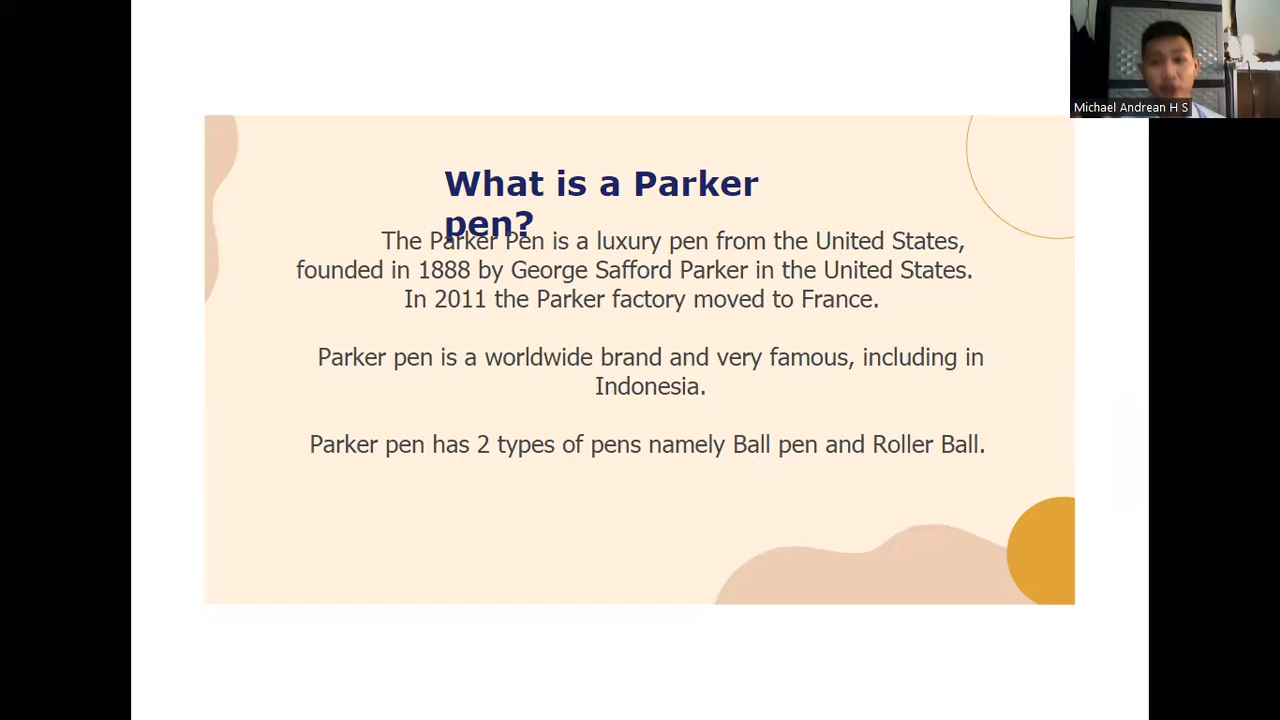 Michael Andrean H S
What is a Parker
pen?
The Parker Pen is a luxury pen from the United States,
founded in 1888 by George Safford Parker in the United States.
In 2011 the Parker factory moved to France.
Parker pen is a worldwide brand and very famous, including in
Indonesia.
Parker pen has 2 types of pens namely Ball pen and Roller Ball.